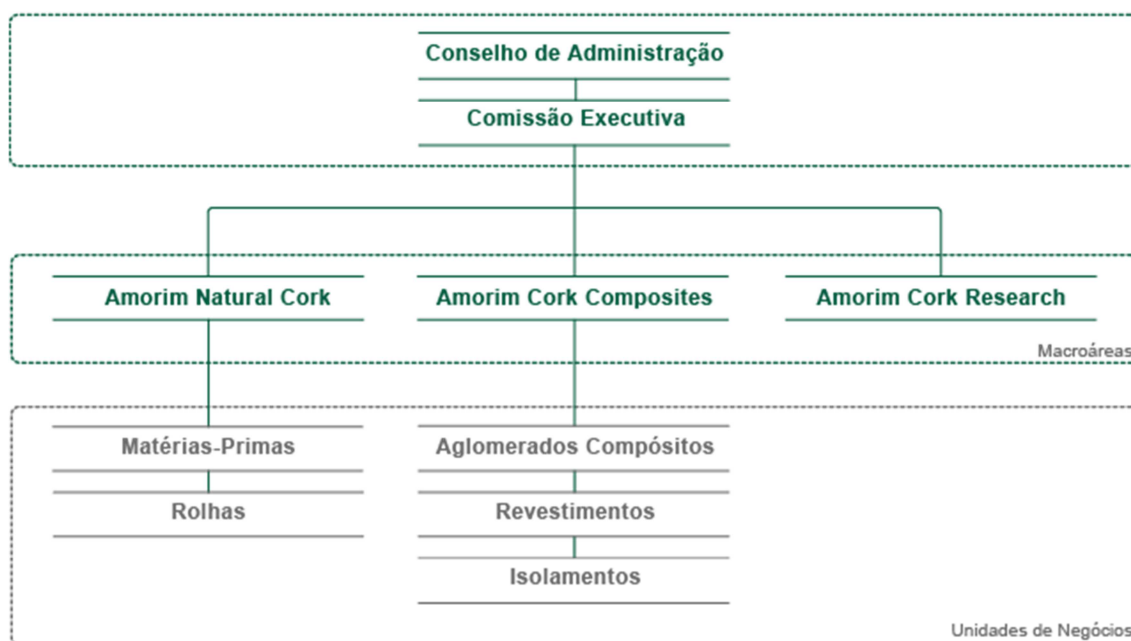 Conselho de Administração
Comissão Executiva
Amorim Natural Cork
Amorim Cork Composites
Amorim Cork Research
Macroáreas
Matérias-Primas
Aglomerados Compósitos
Rolhas
Revestimentos
Isolamentos
Unidades de Negócios